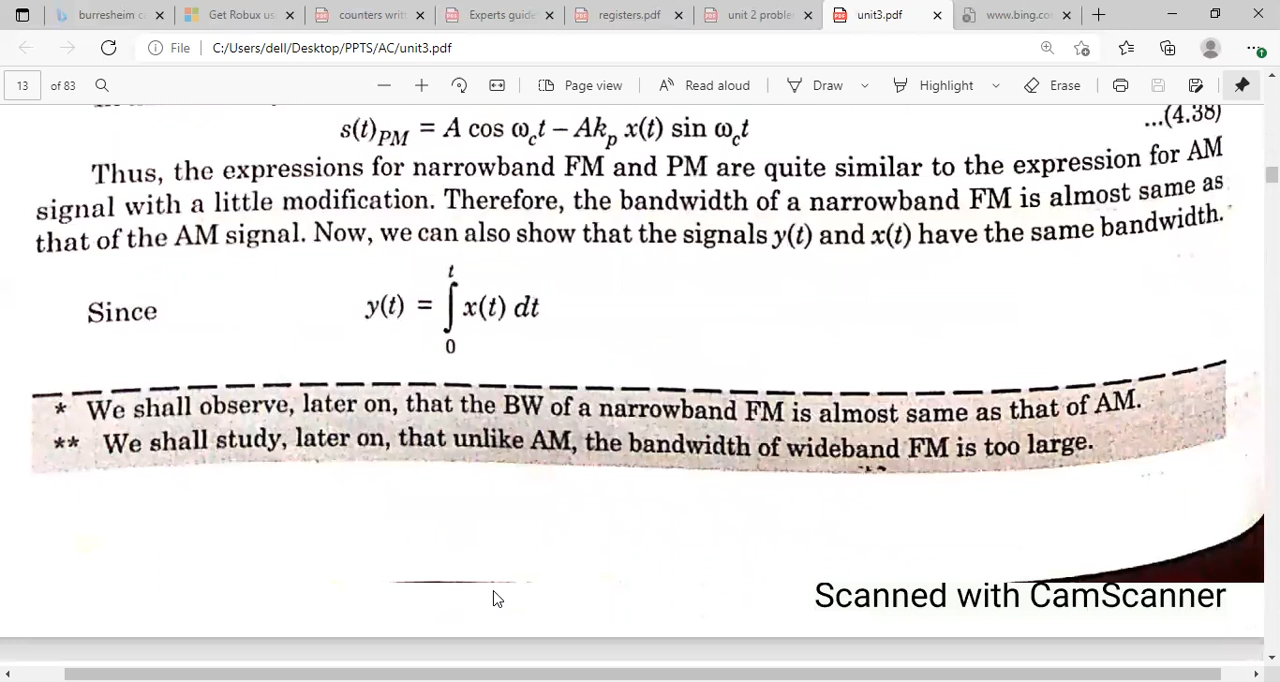 burresheim c
Get Robux us
counters writ
Experts guide
registers.pdf
unit 2 proble
unit3.pdf
www.bing.co
File
C:/Users/dell/Desktop/PPTS/AC/unit3.pdf
13 of 83
Page view
Read aloud
Draw
Highlight
Erase
s(t)PM = A cos ωct – Akp x(t) sin ωct ...(4.38)
Thus, the expressions for narrowband FM and PM are quite similar to the expression for AM
signal with a little modification. Therefore, the bandwidth of a narrowband FM is almost same as
that of the AM signal. Now, we can also show that the signals y(t) and x(t) have the same bandwidth.
Since y(t) = ∫0t x(t) dt
* We shall observe, later on, that the BW of a narrowband FM is almost same as that of AM.
** We shall study, later on, that unlike AM, the bandwidth of wideband FM is too large.
Scanned with CamScanner